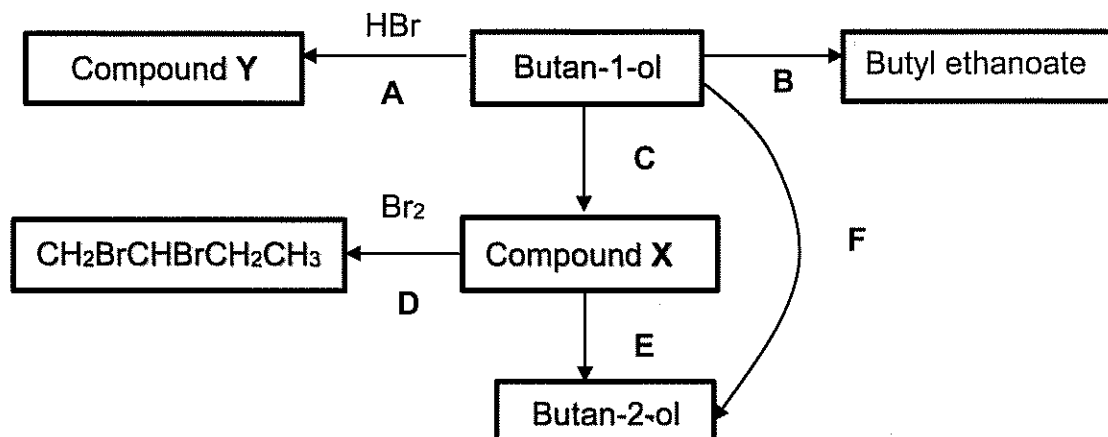 HBr
Compound Y
Butan-1-ol
Butyl ethanoate
A
B
C
Br₂
F
CH₂BrCHBrCH₂CH₃
Compound X
D
E
Butan-2-ol